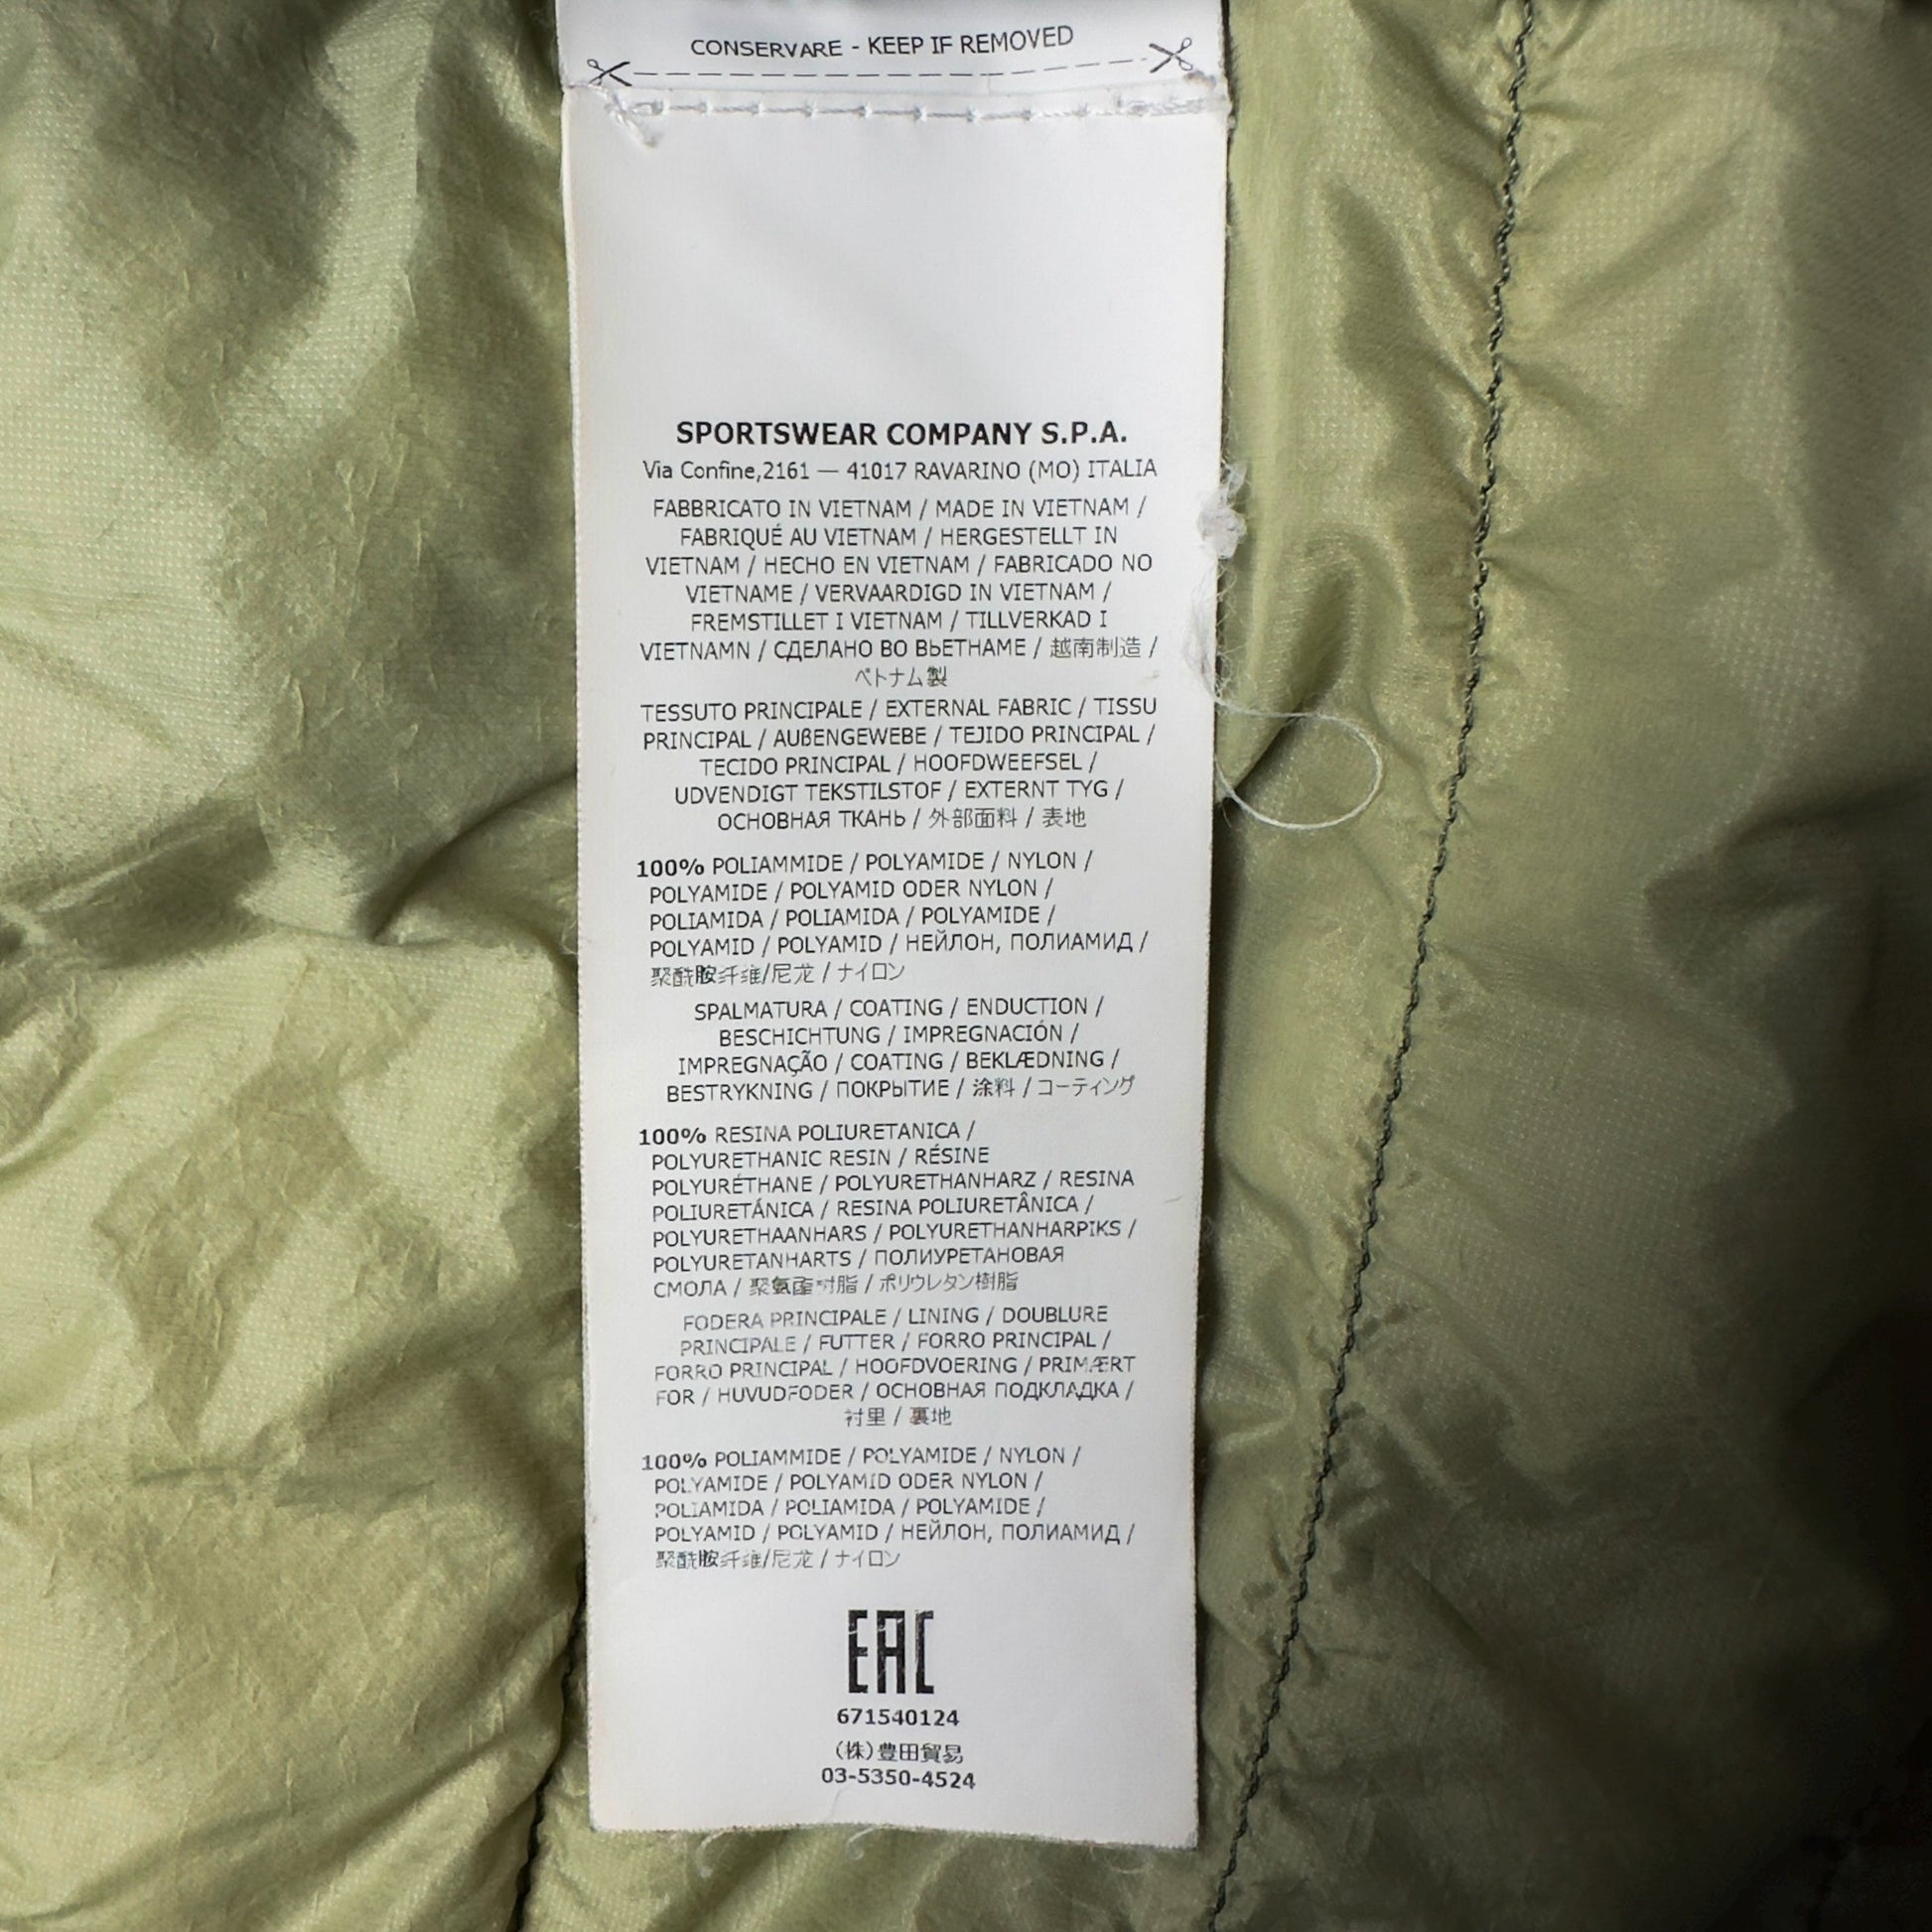 CONSERVARE - KEEP IF REMOVED
SPORTSWEAR COMPANY S.P.A.
Via Confine,2161 — 41017 RAVARINO (MO) ITALIA
FABBRICATO IN VIETNAM / MADE IN VIETNAM /
FABRIQUÉ AU VIETNAM / HERGESTELLT IN
VIETNAM / HECHO EN VIETNAM / FABRICADO NO
VIETNAME / VERVAARDIGD IN VIETNAM /
FREMSTILLET I VIETNAM / TILLVERKAD I
VIETNAMN / СДЕЛАНО ВО ВЬЕТНАМЕ / 越南制造 /
ベトナム製
TESSUTO PRINCIPALE / EXTERNAL FABRIC / TISSU
PRINCIPAL / AUßENGEWEBE / TEJIDO PRINCIPAL /
TECIDO PRINCIPAL / HOOFDWEEFSEL /
UDVENDIGT TEKSTILSTOF / EXTERNT TYG /
ОСНОВНАЯ ТКАНЬ / 外部面料 / 表地
100% POLIAMMIDE / POLYAMIDE / NYLON /
POLYAMIDE / POLYAMID ODER NYLON /
POLIAMIDA / POLIAMIDA / POLYAMIDE /
POLYAMID / POLYAMID / НЕЙЛОН, ПОЛИАМИД /
聚酰胺纤维/尼龙 / ナイロン
SPALMATURA / COATING / ENDUCTION /
BESCHICHTUNG / IMPREGNACIÓN /
IMPREGNAÇÃO / COATING / BEKLÆDNING /
BESTRYKNING / ПОКРЫТИЕ / 涂料 / コーティング
100% RESINA POLIURETANICA /
POLYURETHANIC RESIN / RÉSINE
POLYURÉTHANE / POLYURETHANHARZ / RESINA
POLIURETÁNICA / RESINA POLIURETÂNICA /
POLYURETHAANHARS / POLYURETHANHARPIKS /
POLYURETANHARTS / ПОЛИУРЕТАНОВАЯ
СМОЛА / 聚氨酯树脂 / ポリウレタン樹脂
FODERA PRINCIPALE / LINING / DOUBLURE
PRINCIPALE / FUTTER / FORRO PRINCIPAL /
FORRO PRINCIPAL / HOOFDVOERING / PRIMÆRT
FOR / HUVUDFODER / ОСНОВНАЯ ПОДКЛАДКА /
衬里 / 裏地
100% POLIAMMIDE / POLYAMIDE / NYLON /
POLYAMIDE / POLYAMID ODER NYLON /
POLIAMIDA / POLIAMIDA / POLYAMIDE /
POLYAMID / POLYAMID / НЕЙЛОН, ПОЛИАМИД /
聚酰胺纤维/尼龙 / ナイロン
EAC
671540124
(株)豊田貿易
03-5350-4524